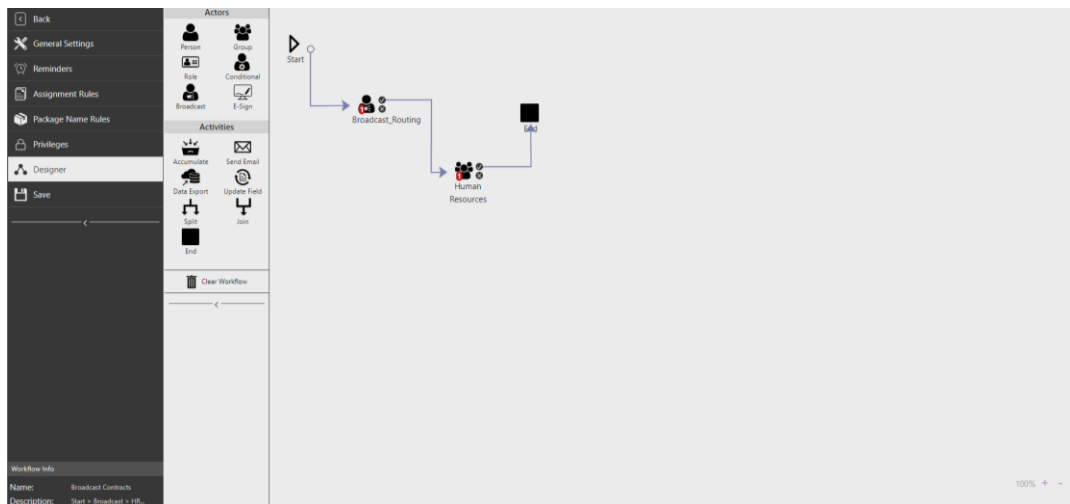 Back
General Settings
Reminders
Assignment Rules
Package Name Rules
Privileges
Designer
Save
Workflow Info
Name: Broadcast Contracts
Description: Start > Broadcast > HR...
Actors
Person Group
Role Conditional
Broadcast E-Sign
Activities
Accumulate Send Email
Data Export Update Field
Split Join
End
Clear Workflow
Start
1
Broadcast_Routing
1
Human
Resources
End
100% + -